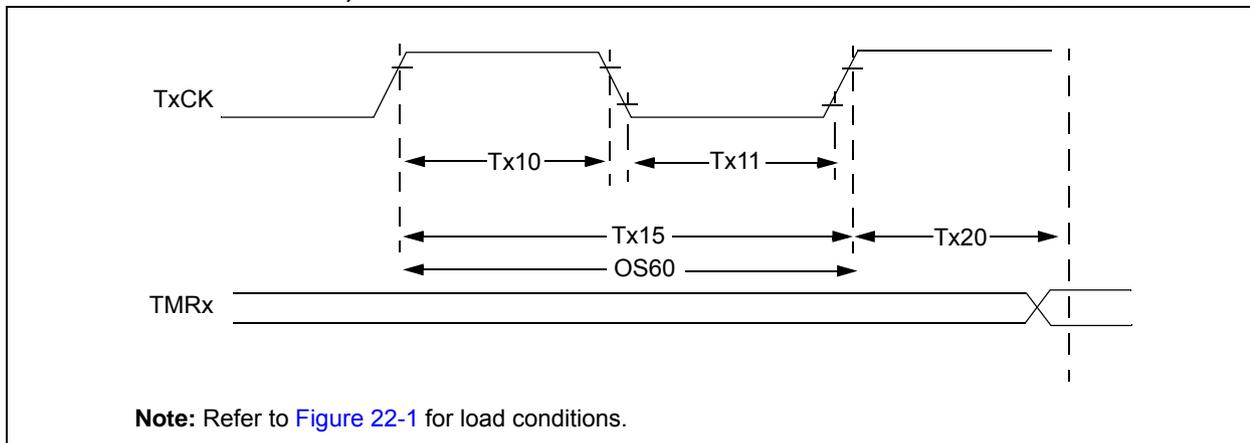 TxCK
Tx10
Tx11
Tx15
Tx20
OS60
TMRx
Note: Refer to Figure 22-1 for load conditions.